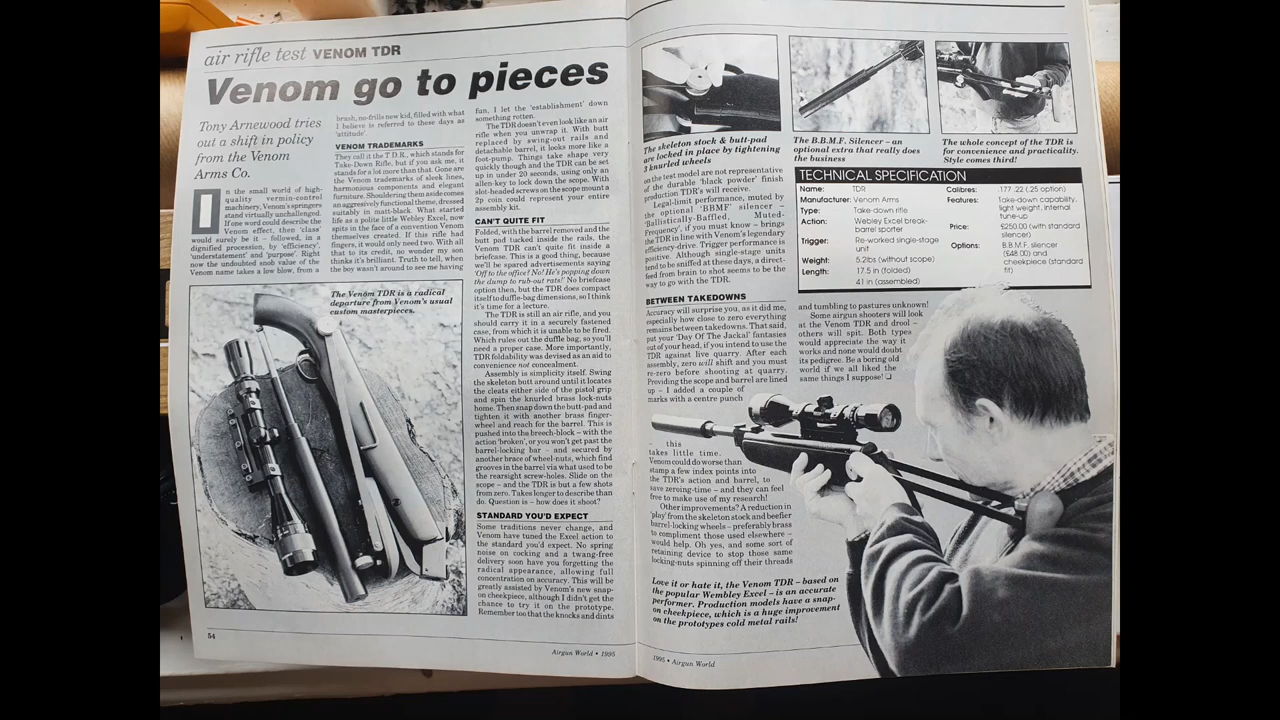 air rifle test VENOM TDR
Venom go to pieces
Tony Arnewood tries
out a shift in policy
from the Venom
Arms Co.
In the small world of high-
quality vermin-control
machinery, Venom's springers
stand virtually unchallenged.
If one word could describe the
Venom effect, then 'class'
would surely be it – followed, in a
dignified procession, by 'efficiency',
'understatement' and 'purpose'. Right
now the undoubted snob value of the
Venom name takes a low blow, from a
brash, no-frills new kid, filled with what
I believe is referred to these days as
'attitude'.
VENOM TRADEMARKS
They call it the T.D.R., which stands for
Take-Down Rifle, but if you ask me, it
stands for a lot more than that. Gone are
the Venom trademarks of sleek lines,
harmonious components and elegant
furniture. Shouldering them aside comes
an aggressively functional theme, dressed
suitably in matt-black. What started
life as a polite little Webley Excel, now
spits in the face of convention Venom
themselves created. If this rifle had
fingers, it would only need two. With all
that to its credit, no wonder my son
thinks it's brilliant. Truth to tell, when
the boy wasn't around to see me having
fun, I let the 'establishment' down
something rotten.
The TDR doesn't even look like an air
rifle when you unwrap it. With butt
replaced by swing-out rails and
detachable barrel, it looks more like a
foot-pump. Things take shape very
quickly though and the TDR can be set
up in under 20 seconds, using only an
allen-key to lock down the scope. With
slot-headed screws on the scope mount a
2p coin could represent your entire
assembly kit.
CAN'T QUITE FIT
Folded, with the barrel removed and the
butt pad tucked inside the rails, the
Venom TDR can't quite fit inside a
briefcase. This is a good thing, because
we'll be spared advertisements saying
'Off to the office? No! He's popping down
the dump to rub-out rats!' No briefcase
option then, but the TDR does compact
itself to duffle-bag dimensions, so I think
it's time for a lecture.
The TDR is still an air rifle, and you
should carry it in a securely fastened
case, from which it is unable to be fired.
Which rules out the duffle bag, so you'll
need a proper case. More importantly,
TDR foldability was devised as an aid to
convenience not concealment.
Assembly is simplicity itself. Swing
the skeleton butt around until it locates
the cleats either side of the pistol grip
and spin the knurled brass lock-nuts
home. Then snap down the butt-pad and
tighten it with another brass finger-
wheel and reach for the barrel. This is
pushed into the breech-block – with the
action 'broken', or you won't get past the
barrel-locking bar – and secured by
another brace of wheel-nuts, which find
grooves in the barrel via what used to be
the rearsight screw-holes. Slide on the
scope – and the TDR is but a few shots
from zero. Takes longer to describe than
do. Question is – how does it shoot?
STANDARD YOU'D EXPECT
Some traditions never change, and
Venom have tuned the Excel action to
the standard you'd expect. No spring
noise on cocking and a twang-free
delivery soon have you forgetting the
radical appearance, allowing full
concentration on accuracy. This will be
greatly assisted by Venom's new snap-
on cheekpiece, although I didn't get the
chance to try it on the prototype.
Remember too that the knocks and dints
The Venom TDR is a radical
departure from Venom's usual
custom masterpieces.
54
Airgun World • 1995
The skeleton stock & butt-pad
are locked in place by tightening
3 knurled wheels
The B.B.M.F. Silencer – an
optional extra that really does
the business
The whole concept of the TDR is
for convenience and practicality.
Style comes third!
on the test model are not representative
of the durable 'black powder' finish
production TDR's will receive.
Legal-limit performance, muted by
the optional 'BBMF' silencer –
'Ballistically-Baffled, Muted-
Frequency', if you must know – brings
the TDR in line with Venom's legendary
efficiency-drive. Trigger performance is
positive. Although single-stage units
tend to be sniffed at these days, a direct-
feed from brain to shot seems to be the
way to go with the TDR.
BETWEEN TAKEDOWNS
Accuracy will surprise you, as it did me,
especially how close to zero everything
remains between takedowns. That said,
put your 'Day Of The Jackal' fantasies
out of your head, if you intend to use the
TDR against live quarry. After each
assembly, zero will shift and you must
re-zero before shooting at quarry.
Providing the scope and barrel are lined
up – I added a couple of
marks with a centre punch
– this
takes little time.
Venom could do worse than
stamp a few index points into
the TDR's action and barrel, to
save zeroing-time – and they can feel
free to make use of my research!
Other improvements? A reduction in
'play' from the skeleton stock and beefier
barrel-locking wheels – preferably brass
to compliment those used elsewhere –
would help. Oh yes, and some sort of
retaining device to stop those same
locking-nuts spinning off their threads
TECHNICAL SPECIFICATION
Name: TDR
Manufacturer: Venom Arms
Type: Take-down rifle
Action: Webley Excel break-
barrel sporter
Trigger: Re-worked single-stage
unit
Weight: 5.2lbs (without scope)
Length: 17.5 in (folded)
41 in (assembled)
Calibres: .177 .22 (.25 option)
Features: Take-down capability,
light weight, internal
tune-up
Price: £250.00 (with standard
silencer)
Options: B.B.M.F. silencer
(£48.00) and
cheekpiece (standard
fit)
and tumbling to pastures unknown!
Some airgun shooters will look
at the Venom TDR and drool –
others will spit. Both types
would appreciate the way it
works and none would doubt
its pedigree. Be a boring old
world if we all liked the
same things I suppose! ❑
Love it or hate it, the Venom TDR – based on
the popular Wembley Excel – is an accurate
performer. Production models have a snap-
on cheekpiece, which is a huge improvement
on the prototypes cold metal rails!
1995 • Airgun World